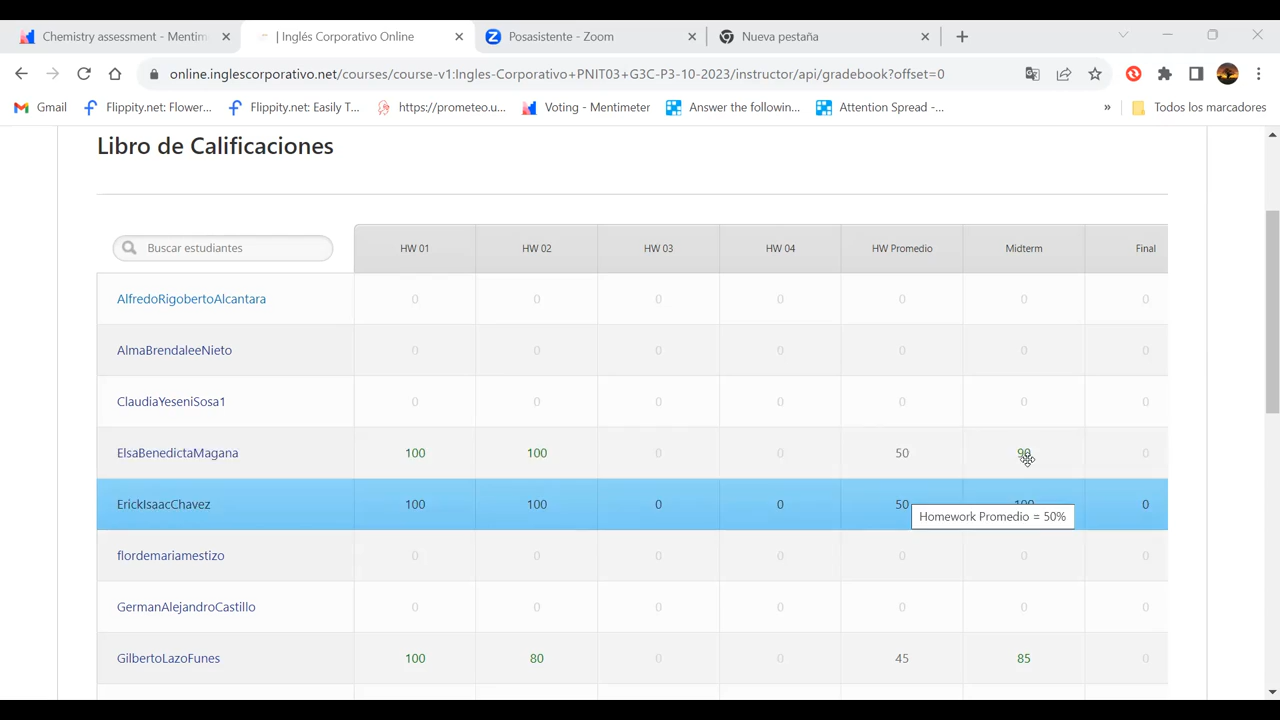 Chemistry assessment - Mentim
| Inglés Corporativo Online
Posasistente - Zoom
Nueva pestaña
online.inglescorporativo.net/courses/course-v1:Ingles-Corporativo+PNIT03+G3C-P3-10-2023/instructor/api/gradebook?offset=0
Gmail
Flippity.net: Flower...
Flippity.net: Easily T...
https://prometeo.u...
Voting - Mentimeter
Answer the followin...
Attention Spread -...
»
Todos los marcadores
Libro de Calificaciones
Buscar estudiantes HW 01 HW 02 HW 03 HW 04 HW Promedio Midterm Final
AlfredoRigobertoAlcantara 0 0 0 0 0 0 0
AlmaBrendaleeNieto 0 0 0 0 0 0 0
ClaudiaYeseniSosa1 0 0 0 0 0 0 0
ElsaBenedictaMagana 100 100 0 0 50 90 0
ErickIsaacChavez 100 100 0 0 50 100 0
Homework Promedio = 50%
flordemariamestizo 0 0 0 0 0 0 0
GermanAlejandroCastillo 0 0 0 0 0 0 0
GilbertoLazoFunes 100 80 0 0 45 85 0